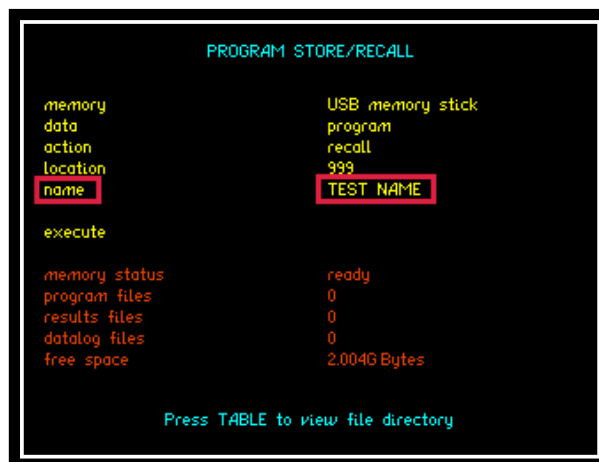 PROGRAM STORE/RECALL
memory USB memory stick
data program
action recall
location 999
name TEST NAME
execute
memory status ready
program files 0
results files 0
datalog files 0
free space 2.004G Bytes
Press TABLE to view file directory